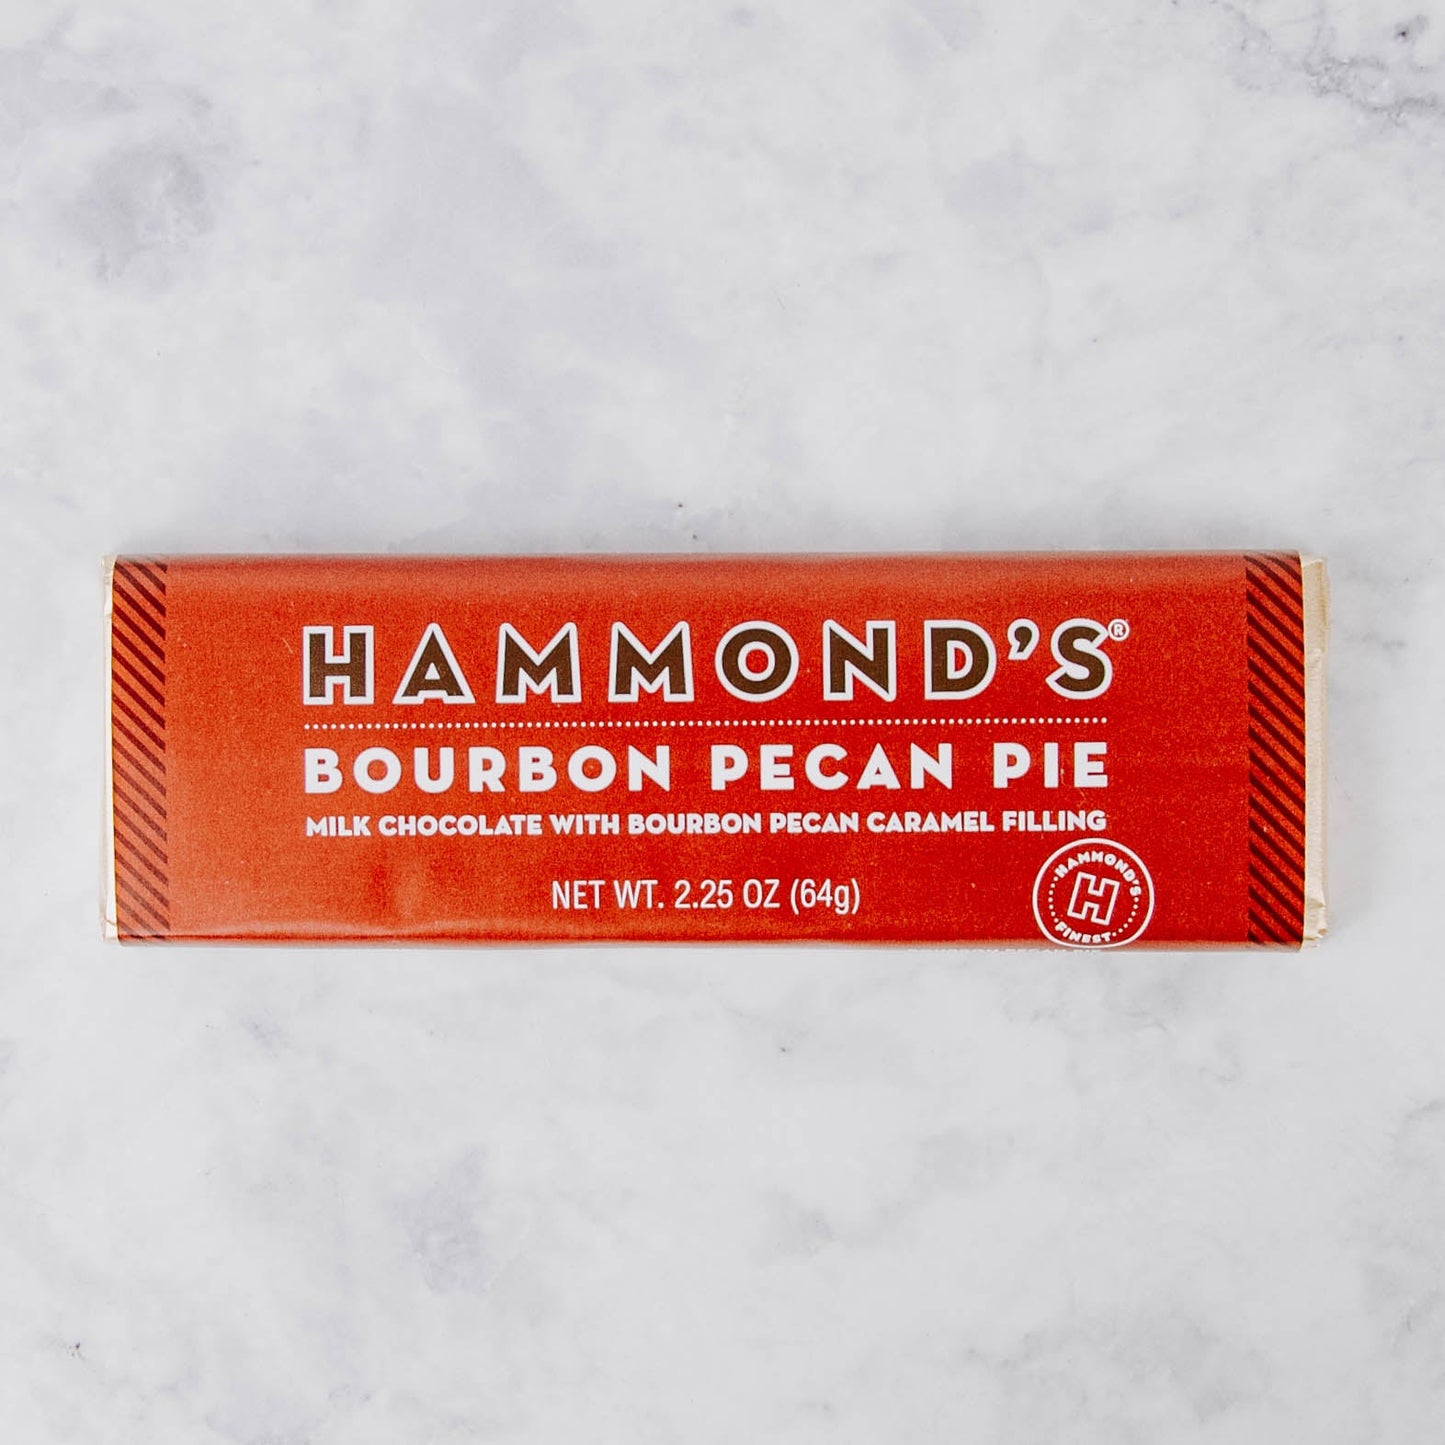 HAMMOND'S®
BOURBON PECAN PIE
MILK CHOCOLATE WITH BOURBON PECAN CARAMEL FILLING
NET WT. 2.25 OZ (64g)
HAMMOND'S
H
FINEST